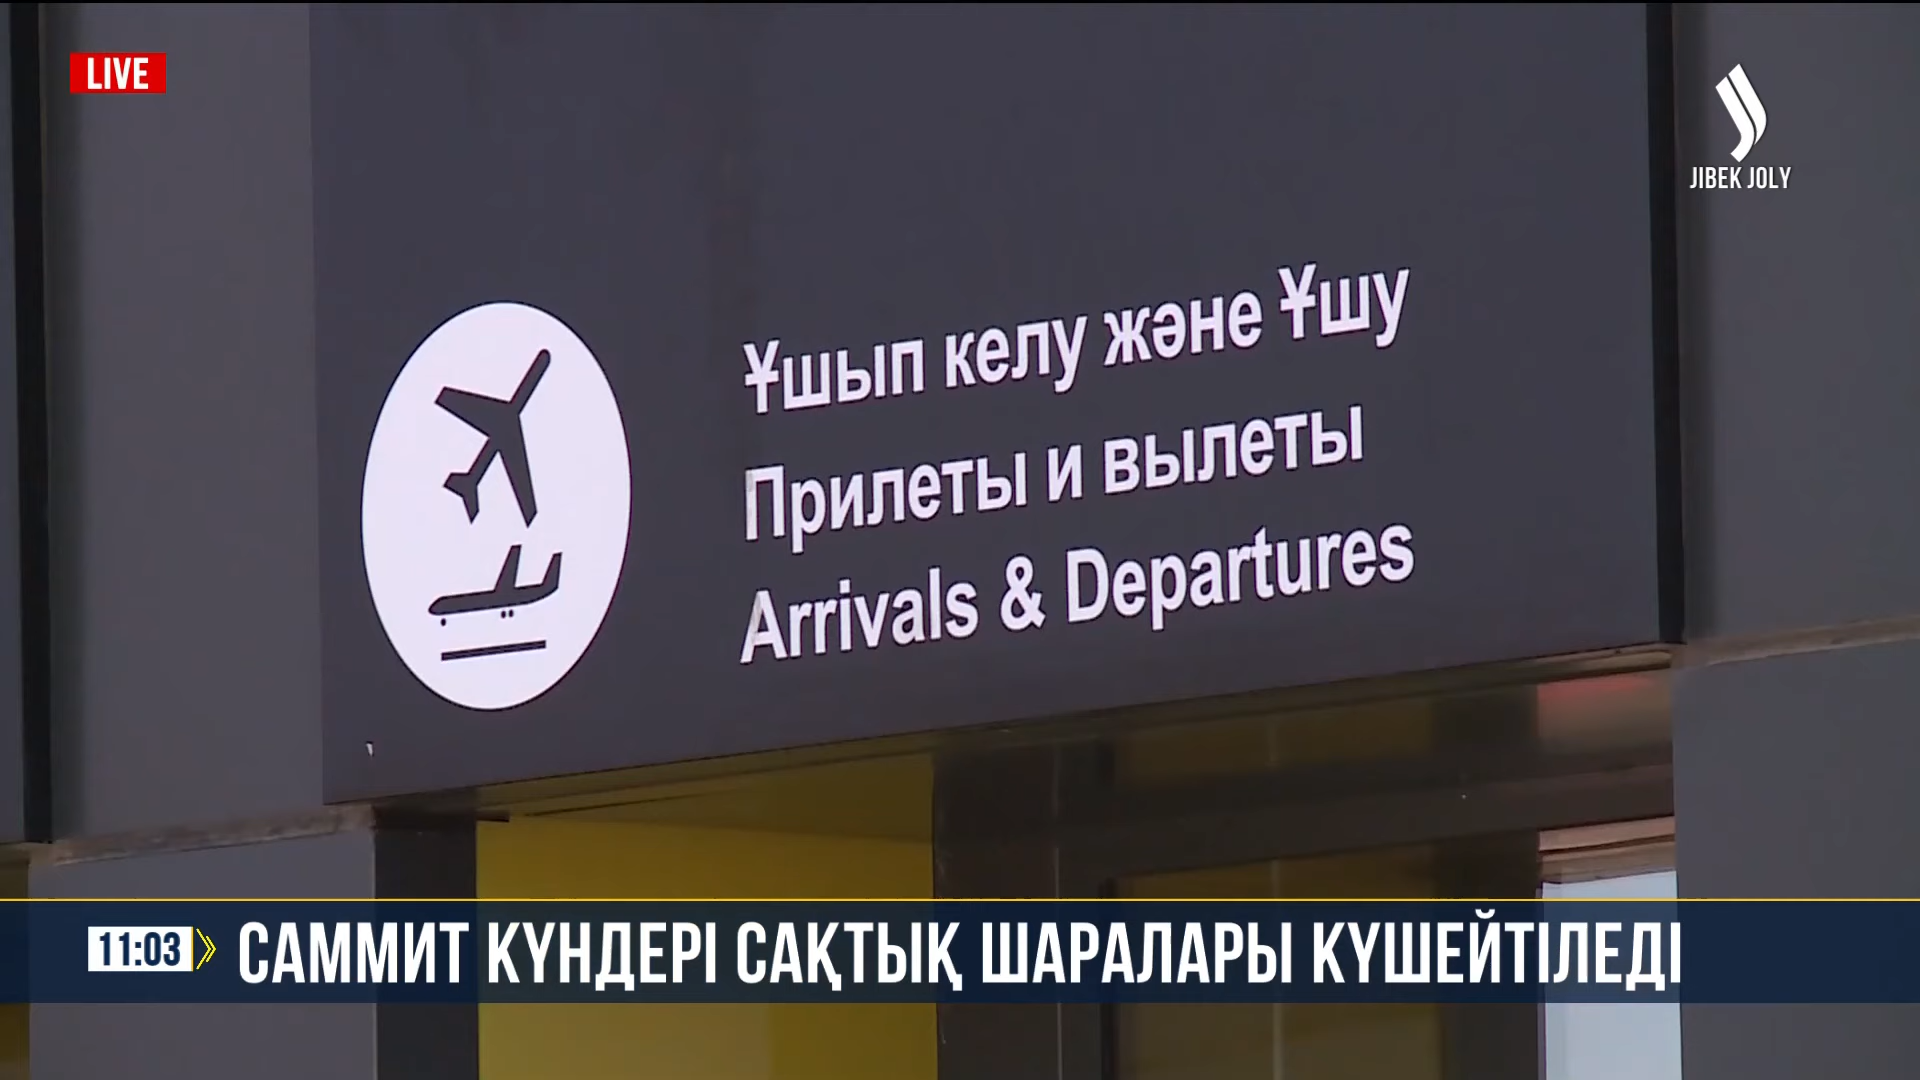 LIVE
JIBEK JOLY
Ұшып келу және Ұшу
Прилеты и вылеты
Arrivals & Departures
11:03 САММИТ КҮНДЕРІ САҚТЫҚ ШАРАЛАРЫ КҮШЕЙТІЛЕДІ